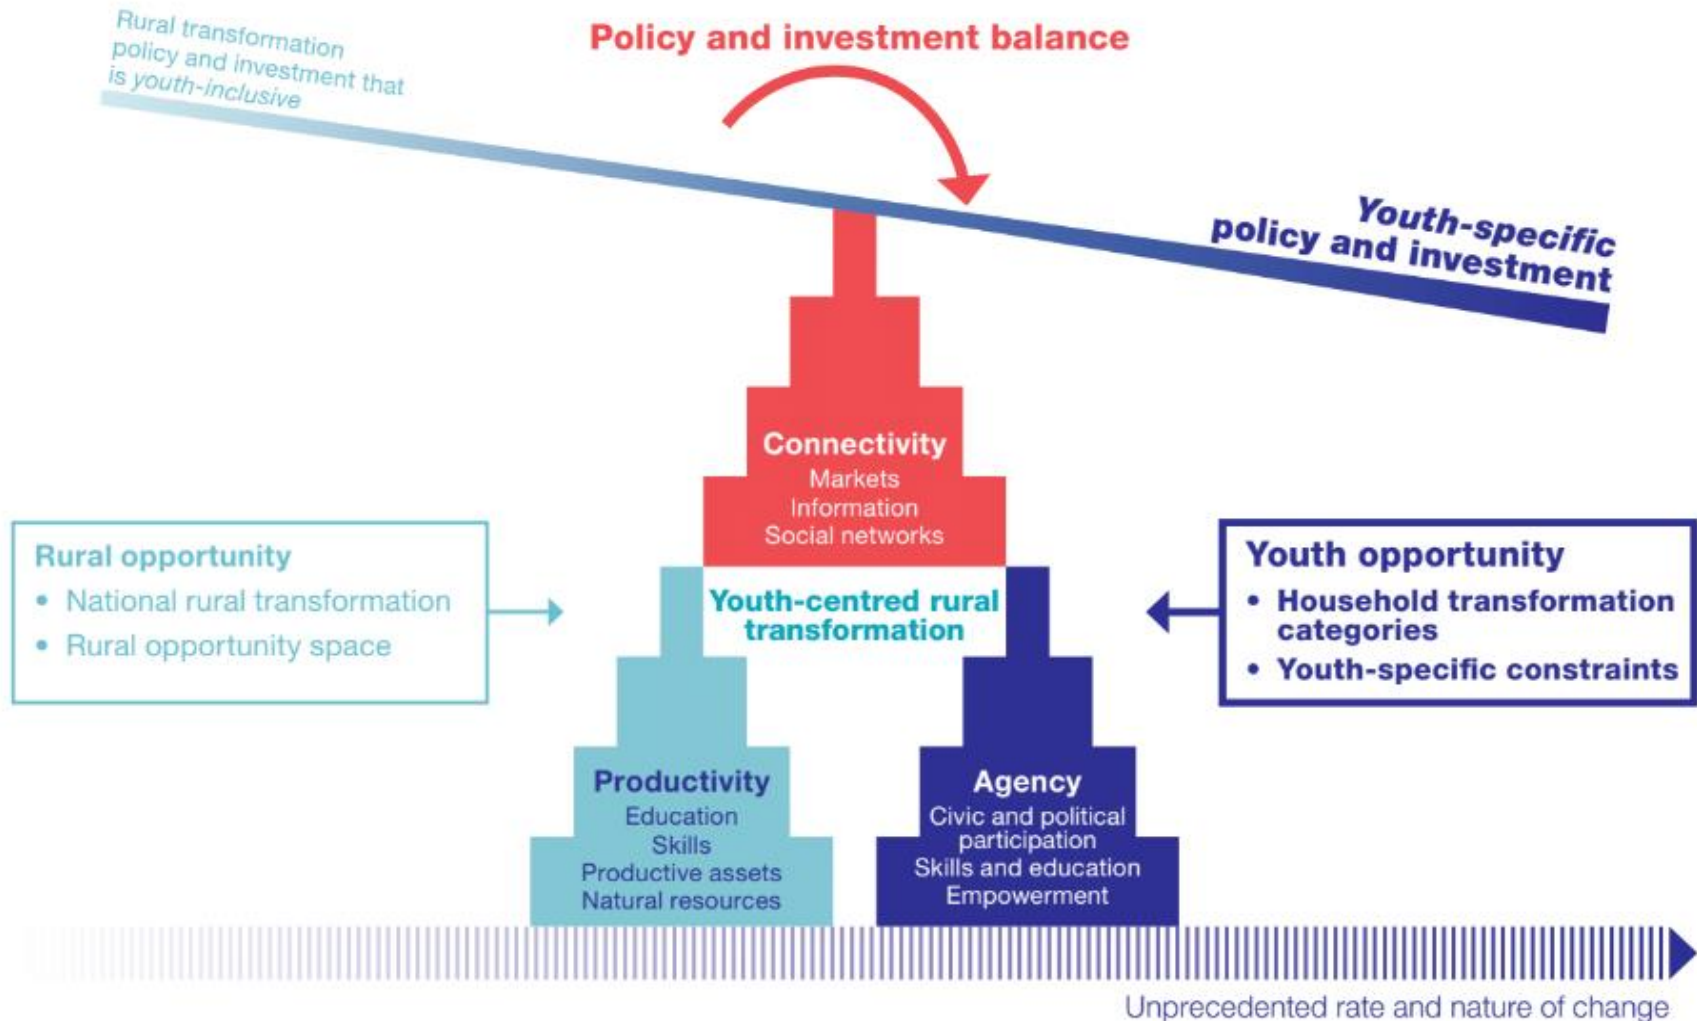 Rural transformation
policy and investment that
is youth-inclusive
Policy and investment balance
Youth-specific
policy and investment
Connectivity
Markets
Information
Social networks
Rural opportunity
• National rural transformation
• Rural opportunity space
Youth-centred rural
transformation
Youth opportunity
• Household transformation
categories
• Youth-specific constraints
Productivity
Education
Skills
Productive assets
Natural resources
Agency
Civic and political
participation
Skills and education
Empowerment
Unprecedented rate and nature of change